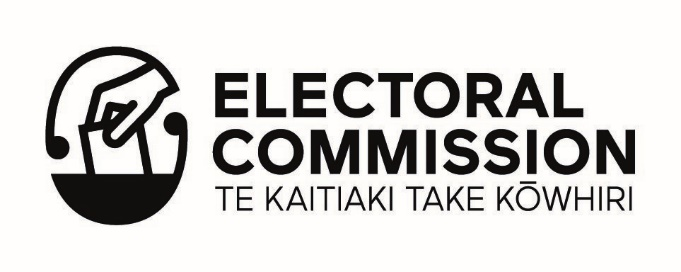 ELECTORAL
COMMISSION
TE KAITIAKI TAKE KŌWHIRI